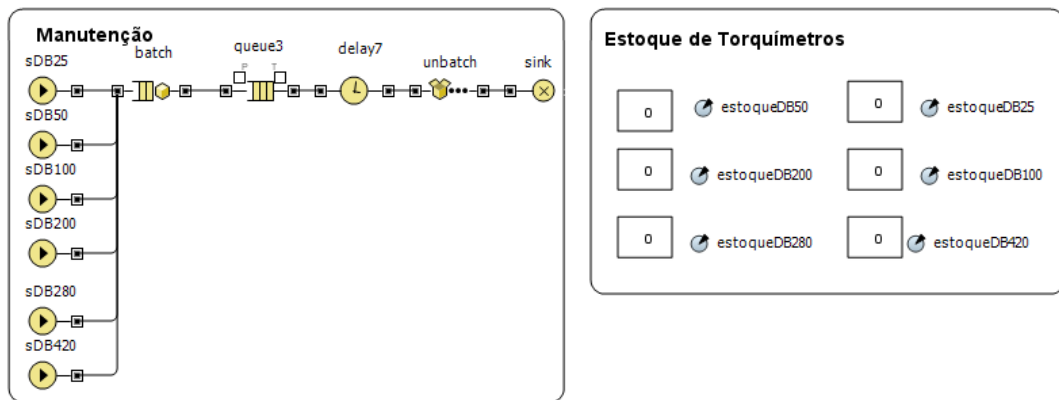 Manutenção
sDB25
batch
queue3
delay7
unbatch
sink
P
T
sDB50
sDB100
sDB200
sDB280
sDB420
Estoque de Torquímetros
0
estoqueDB50
0
estoqueDB25
0
estoqueDB200
0
estoqueDB100
0
estoqueDB280
0
estoqueDB420